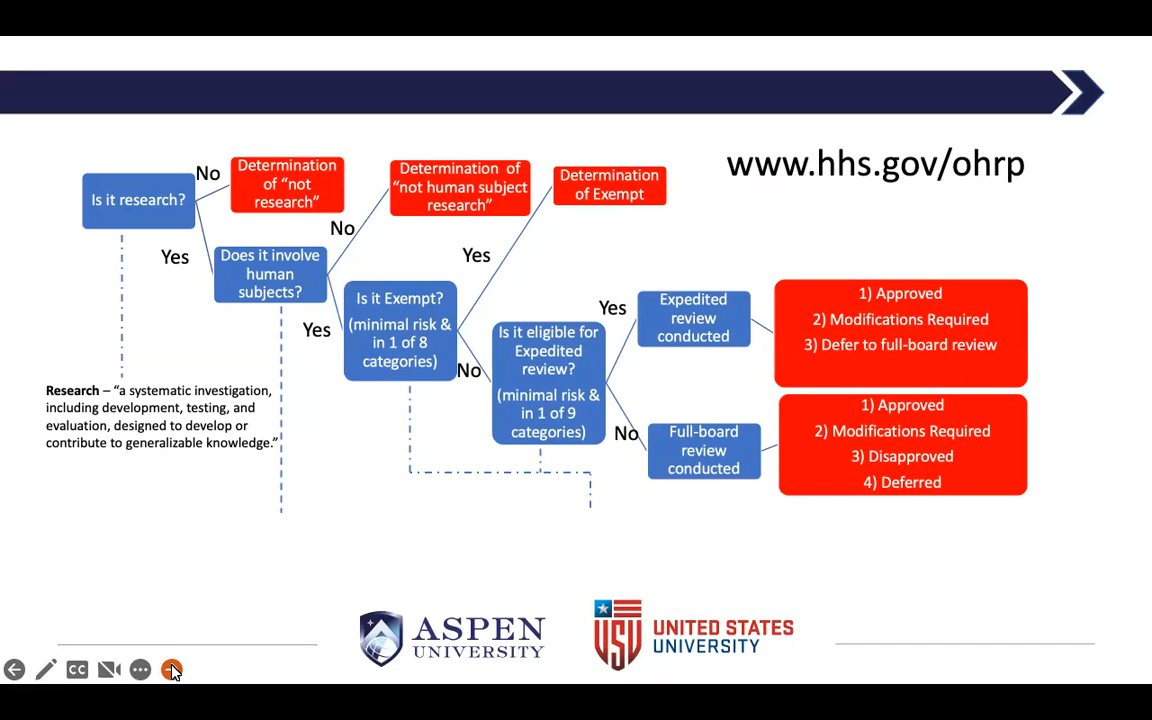 www.hhs.gov/ohrp
Is it research?
No
Determination
of “not
research”
Yes
Does it involve
human
subjects?
No
Determination of
“not human subject
research”
Yes
Is it Exempt?
(minimal risk &
in 1 of 8
categories)
Yes
Determination
of Exempt
No
Is it eligible for
Expedited
review?
(minimal risk &
in 1 of 9
categories)
Yes
Expedited
review
conducted
1) Approved
2) Modifications Required
3) Defer to full-board review
No
Full-board
review
conducted
1) Approved
2) Modifications Required
3) Disapproved
4) Deferred
Research – “a systematic investigation,
including development, testing, and
evaluation, designed to develop or
contribute to generalizable knowledge.”
ASPEN
UNIVERSITY
USU
UNITED STATES
UNIVERSITY
CC